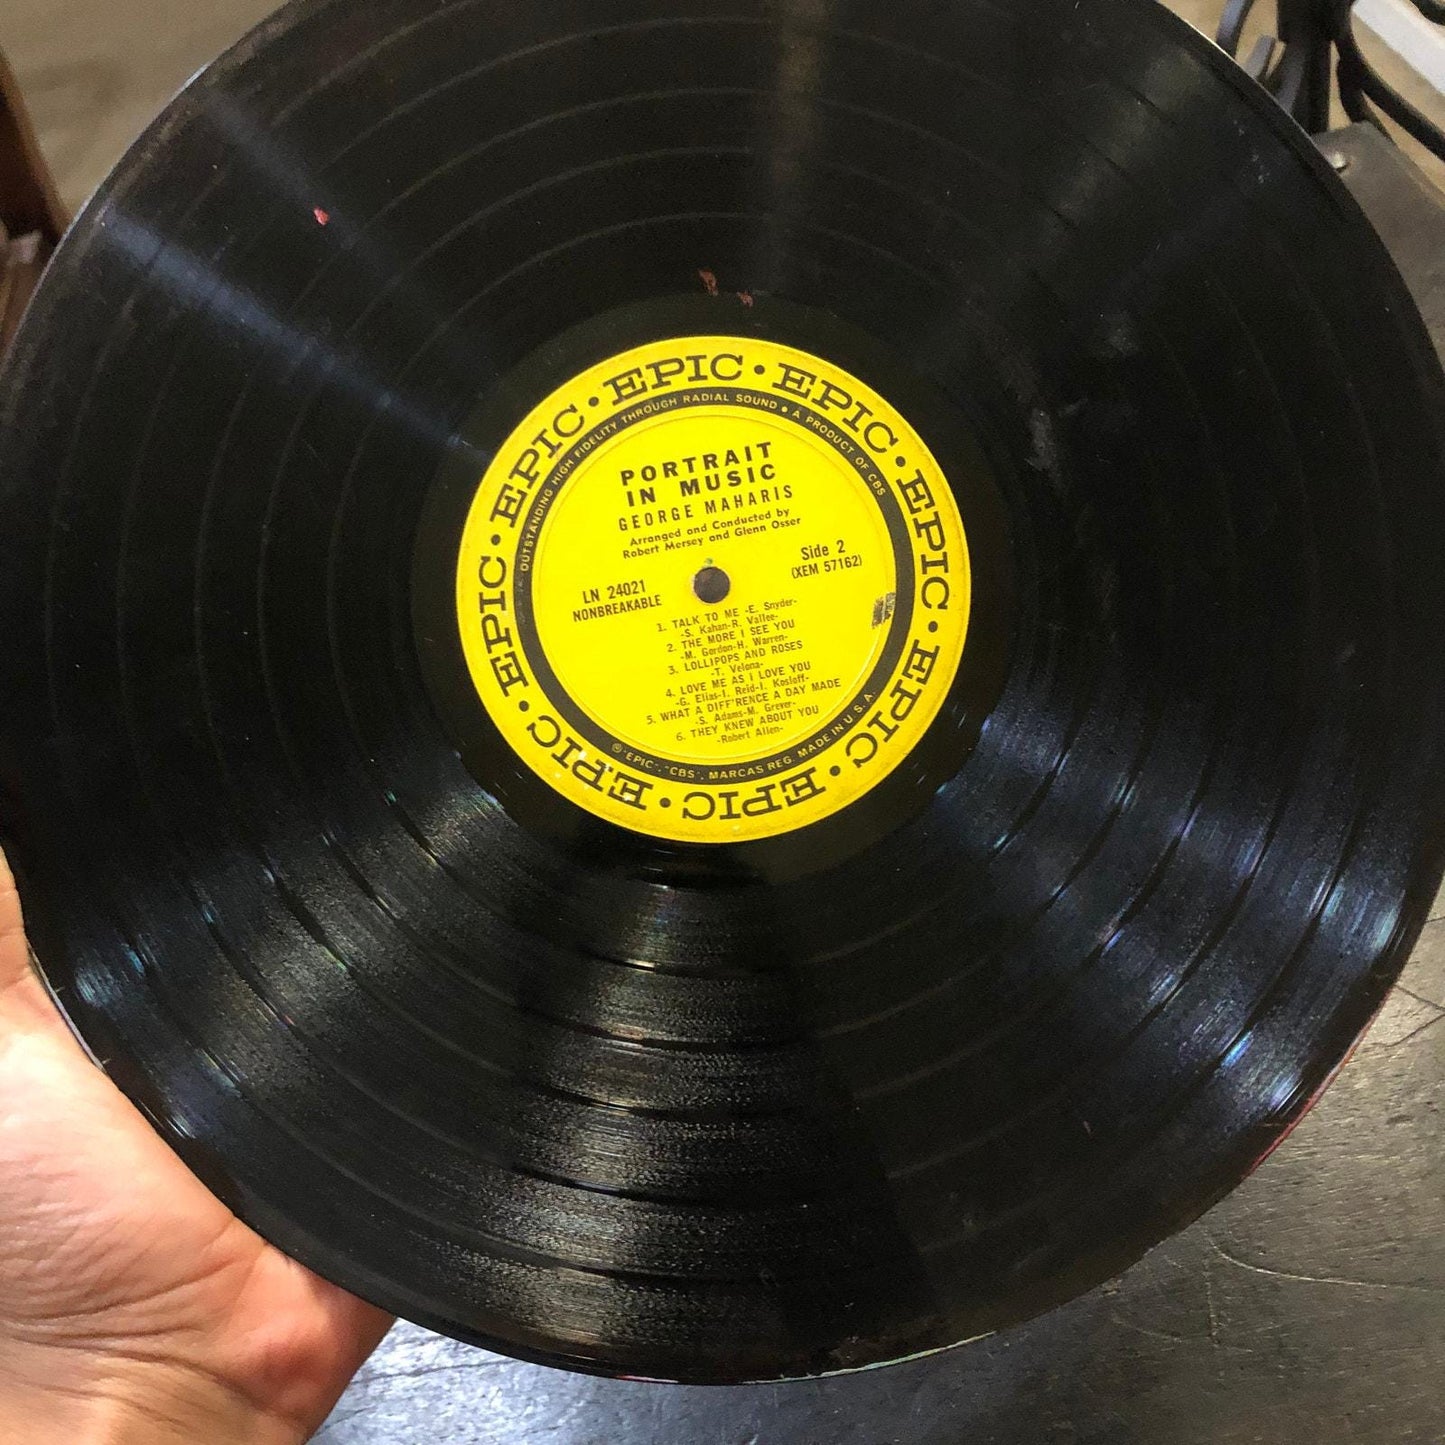 EPIC • EPIC • EPIC • EPIC • EPIC • EPIC • EPIC • EPIC • EPIC • EPIC •
OUTSTANDING HIGH FIDELITY THROUGH RADIAL SOUND • A PRODUCT OF CBS
PORTRAIT
IN MUSIC
GEORGE MAHARIS
Arranged and Conducted by
Robert Mersey and Glenn Osser
Side 2
(XEM 57162)
LN 24021
NONBREAKABLE
1. TALK TO ME -E. Snyder-
-S. Kahan-R. Vallee-
2. THE MORE I SEE YOU
-M. Gordon-H. Warren-
3. LOLLIPOPS AND ROSES
-T. Velona-
4. LOVE ME AS I LOVE YOU
-G. Elias-I. Reid-I. Kosloff-
5. WHAT A DIFF'RENCE A DAY MADE
-S. Adams-M. Grever-
6. THEY KNEW ABOUT YOU
-Robert Allen-
® "EPIC", "CBS", MARCAS REG. MADE IN U.S.A.